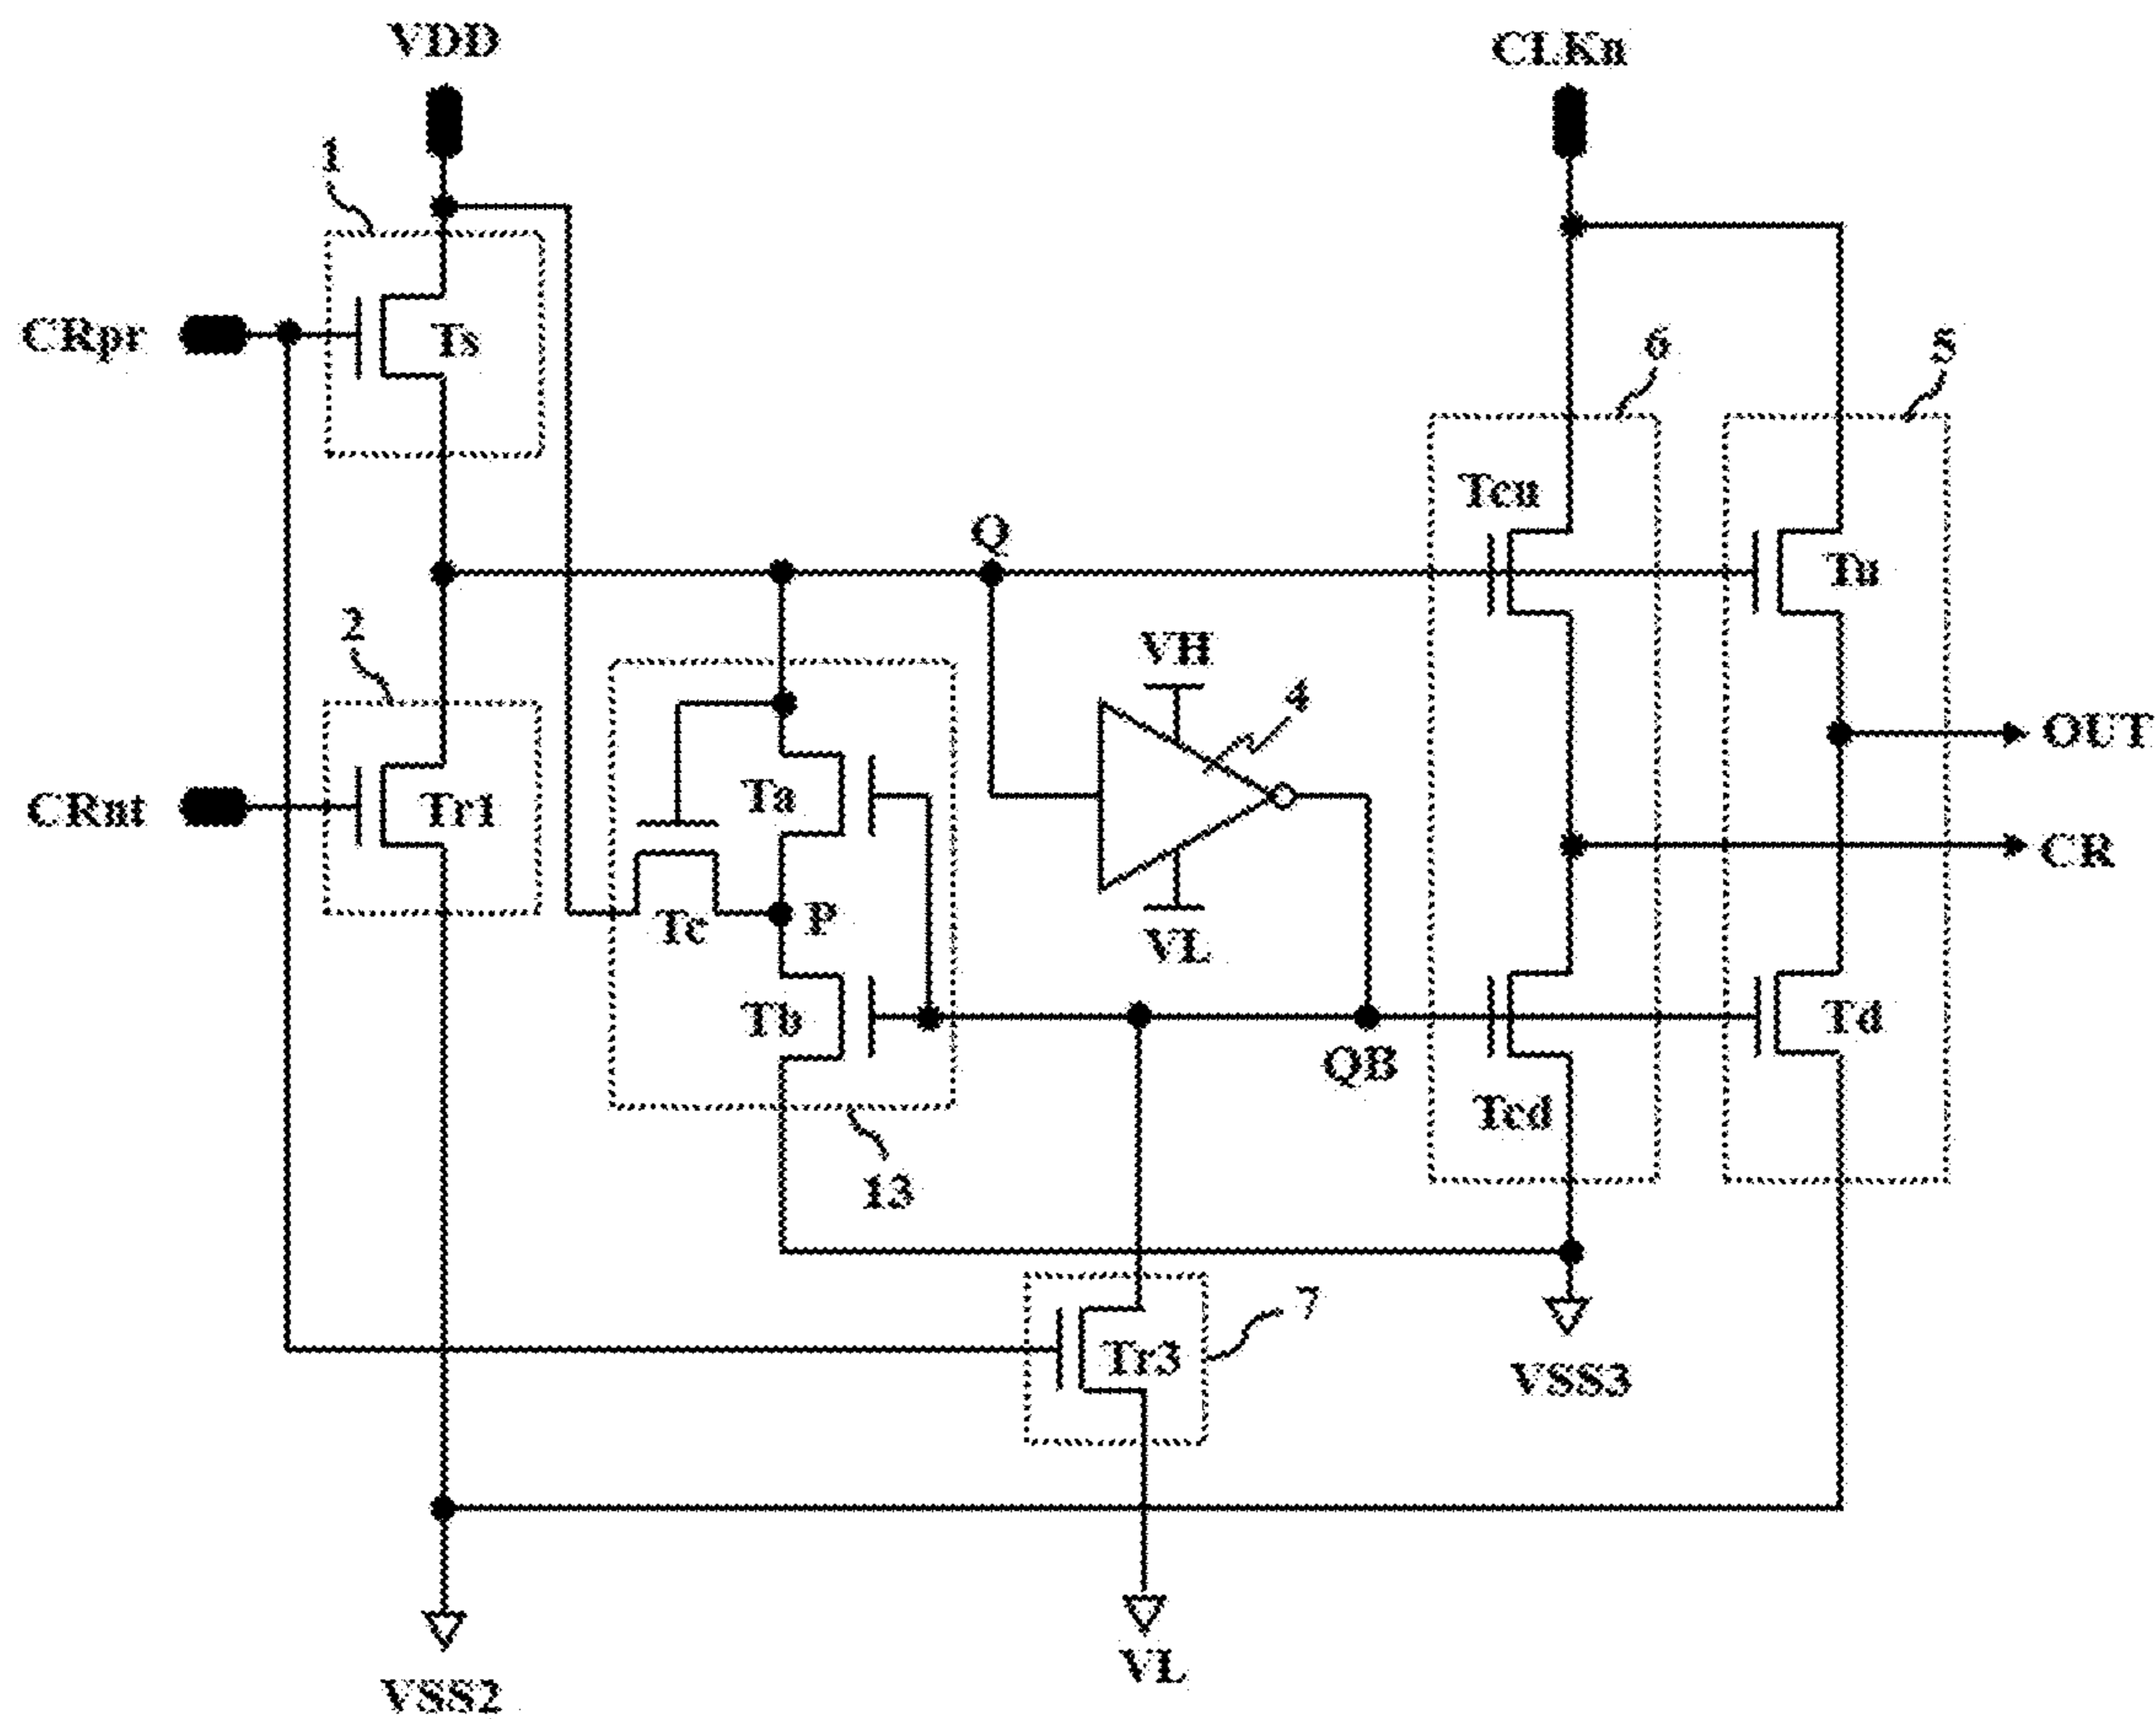 VDD
CLKn
1
CRpr
Ts
6
5
Tcu
Q
Tu
2
VH
4
OUT
Ta
CRnt
Tr1
CR
P
Tc
VL
Tb
Td
QB
Tcd
13
7
Tr3
VSS3
VL
VSS2